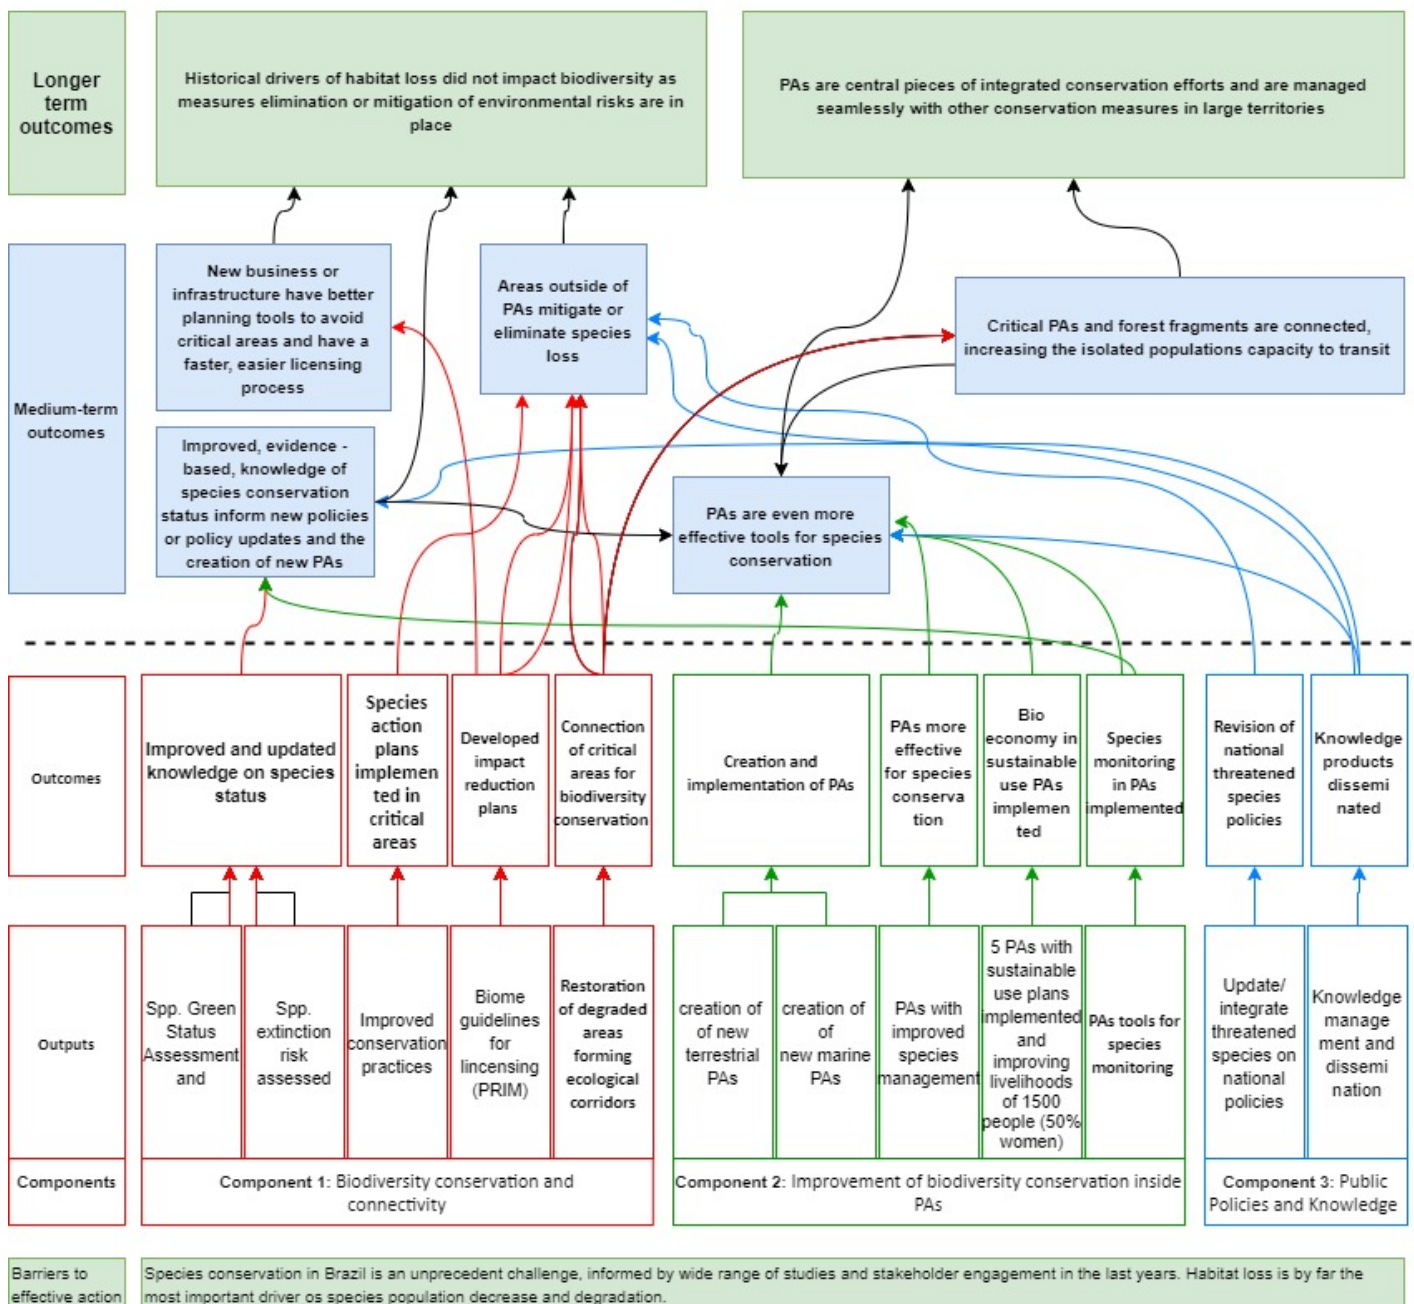 Longer
term
outcomes
Historical drivers of habitat loss did not impact biodiversity as
measures elimination or mitigation of environmental risks are in
place
PAs are central pieces of integrated conservation efforts and are managed
seamlessly with other conservation measures in large territories
Medium-term
outcomes
New business or
infrastructure have better
planning tools to avoid
critical areas and have a
faster, easier licensing
process
Areas outside of
PAs mitigate or
eliminate species
loss
Critical PAs and forest fragments are connected,
increasing the isolated populations capacity to transit
Improved, evidence -
based, knowledge of
species conservation
status inform new policies
or policy updates and the
creation of new PAs
PAs are even more
effective tools for species
conservation
Outcomes
Improved and updated
knowledge on species
status
Species
action
plans
implemen
ted in
critical
areas
Developed
impact
reduction
plans
Connection
of critical
areas for
biodiversity
conservation
Creation and
implementation of PAs
PAs more
effective
for species
conserva
tion
Bio
economy in
sustainable
use PAs
implemen
ted
Species
monitoring
in PAs
implemented
Revision of
national
threatened
species
policies
Knowledge
products
dissemi
nated
Outputs
Spp. Green
Status
Assessment
and
Spp.
extinction
risk
assessed
Improved
conservation
practices
Biome
guidelines
for
lincensing
(PRIM)
Restoration
of degraded
areas
forming
ecological
corridors
creation of
of new
terrestrial
PAs
creation of
of
new marine
PAs
PAs with
improved
species
management
5 PAs with
sustainable
use plans
implemented
and
improving
livelihoods
of 1500
people (50%
women)
PAs tools for
species
monitoring
Update/
integrate
threatened
species on
national
policies
Knowledge
manage
ment and
dissemi
nation
Components
Component 1: Biodiversity conservation and
connectivity
Component 2: Improvement of biodiversity conservation inside
PAs
Component 3: Public
Policies and Knowledge
Barriers to
effective action
Species conservation in Brazil is an unprecedent challenge, informed by wide range of studies and stakeholder engagement in the last years. Habitat loss is by far the
most important driver os species population decrease and degradation.